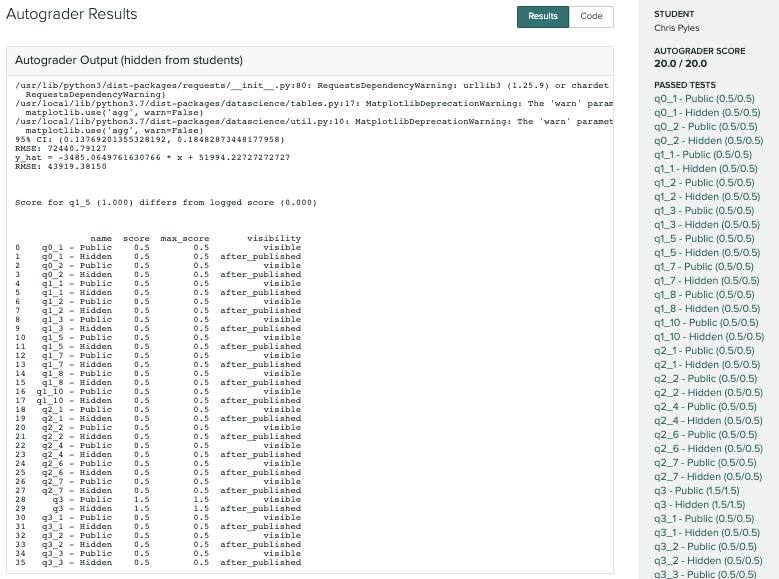 Autograder Results
Results
Code
Autograder Output (hidden from students)
/usr/lib/python3/dist-packages/requests/__init__.py:80: RequestsDependencyWarning: urllib3 (1.25.9) or chardet
RequestsDependencyWarning)
/usr/local/lib/python3.7/dist-packages/datascience/tables.py:17: MatplotlibDeprecationWarning: The 'warn' param
matplotlib.use('agg', warn=False)
/usr/local/lib/python3.7/dist-packages/datascience/util.py:10: MatplotlibDeprecationWarning: The 'warn' paramet
matplotlib.use('agg', warn=False)
95% CI: (0.13769201355328192, 0.18482873448177958)
RMSE: 72440.79127
y_hat = -3485.0649761630766 * x + 51994.22727272727
RMSE: 43919.38150
Score for q1_5 (1.000) differs from logged score (0.000)
name score max_score visibility
0 q0_1 - Public 0.5 0.5 visible
1 q0_1 - Hidden 0.5 0.5 after_published
2 q0_2 - Public 0.5 0.5 visible
3 q0_2 - Hidden 0.5 0.5 after_published
4 q1_1 - Public 0.5 0.5 visible
5 q1_1 - Hidden 0.5 0.5 after_published
6 q1_2 - Public 0.5 0.5 visible
7 q1_2 - Hidden 0.5 0.5 after_published
8 q1_3 - Public 0.5 0.5 visible
9 q1_3 - Hidden 0.5 0.5 after_published
10 q1_5 - Public 0.5 0.5 visible
11 q1_5 - Hidden 0.5 0.5 after_published
12 q1_7 - Public 0.5 0.5 visible
13 q1_7 - Hidden 0.5 0.5 after_published
14 q1_8 - Public 0.5 0.5 visible
15 q1_8 - Hidden 0.5 0.5 after_published
16 q1_10 - Public 0.5 0.5 visible
17 q1_10 - Hidden 0.5 0.5 after_published
18 q2_1 - Public 0.5 0.5 visible
19 q2_1 - Hidden 0.5 0.5 after_published
20 q2_2 - Public 0.5 0.5 visible
21 q2_2 - Hidden 0.5 0.5 after_published
22 q2_4 - Public 0.5 0.5 visible
23 q2_4 - Hidden 0.5 0.5 after_published
24 q2_6 - Public 0.5 0.5 visible
25 q2_6 - Hidden 0.5 0.5 after_published
26 q2_7 - Public 0.5 0.5 visible
27 q2_7 - Hidden 0.5 0.5 after_published
28 q3 - Public 1.5 1.5 visible
29 q3 - Hidden 1.5 1.5 after_published
30 q3_1 - Public 0.5 0.5 visible
31 q3_1 - Hidden 0.5 0.5 after_published
32 q3_2 - Public 0.5 0.5 visible
33 q3_2 - Hidden 0.5 0.5 after_published
34 q3_3 - Public 0.5 0.5 visible
35 q3_3 - Hidden 0.5 0.5 after_published
STUDENT
Chris Pyles
AUTOGRADER SCORE
20.0 / 20.0
PASSED TESTS
q0_1 - Public (0.5/0.5)
q0_1 - Hidden (0.5/0.5)
q0_2 - Public (0.5/0.5)
q0_2 - Hidden (0.5/0.5)
q1_1 - Public (0.5/0.5)
q1_1 - Hidden (0.5/0.5)
q1_2 - Public (0.5/0.5)
q1_2 - Hidden (0.5/0.5)
q1_3 - Public (0.5/0.5)
q1_3 - Hidden (0.5/0.5)
q1_5 - Public (0.5/0.5)
q1_5 - Hidden (0.5/0.5)
q1_7 - Public (0.5/0.5)
q1_7 - Hidden (0.5/0.5)
q1_8 - Public (0.5/0.5)
q1_8 - Hidden (0.5/0.5)
q1_10 - Public (0.5/0.5)
q1_10 - Hidden (0.5/0.5)
q2_1 - Public (0.5/0.5)
q2_1 - Hidden (0.5/0.5)
q2_2 - Public (0.5/0.5)
q2_2 - Hidden (0.5/0.5)
q2_4 - Public (0.5/0.5)
q2_4 - Hidden (0.5/0.5)
q2_6 - Public (0.5/0.5)
q2_6 - Hidden (0.5/0.5)
q2_7 - Public (0.5/0.5)
q2_7 - Hidden (0.5/0.5)
q3 - Public (1.5/1.5)
q3 - Hidden (1.5/1.5)
q3_1 - Public (0.5/0.5)
q3_1 - Hidden (0.5/0.5)
q3_2 - Public (0.5/0.5)
q3_2 - Hidden (0.5/0.5)
q3_3 - Public (0.5/0.5)